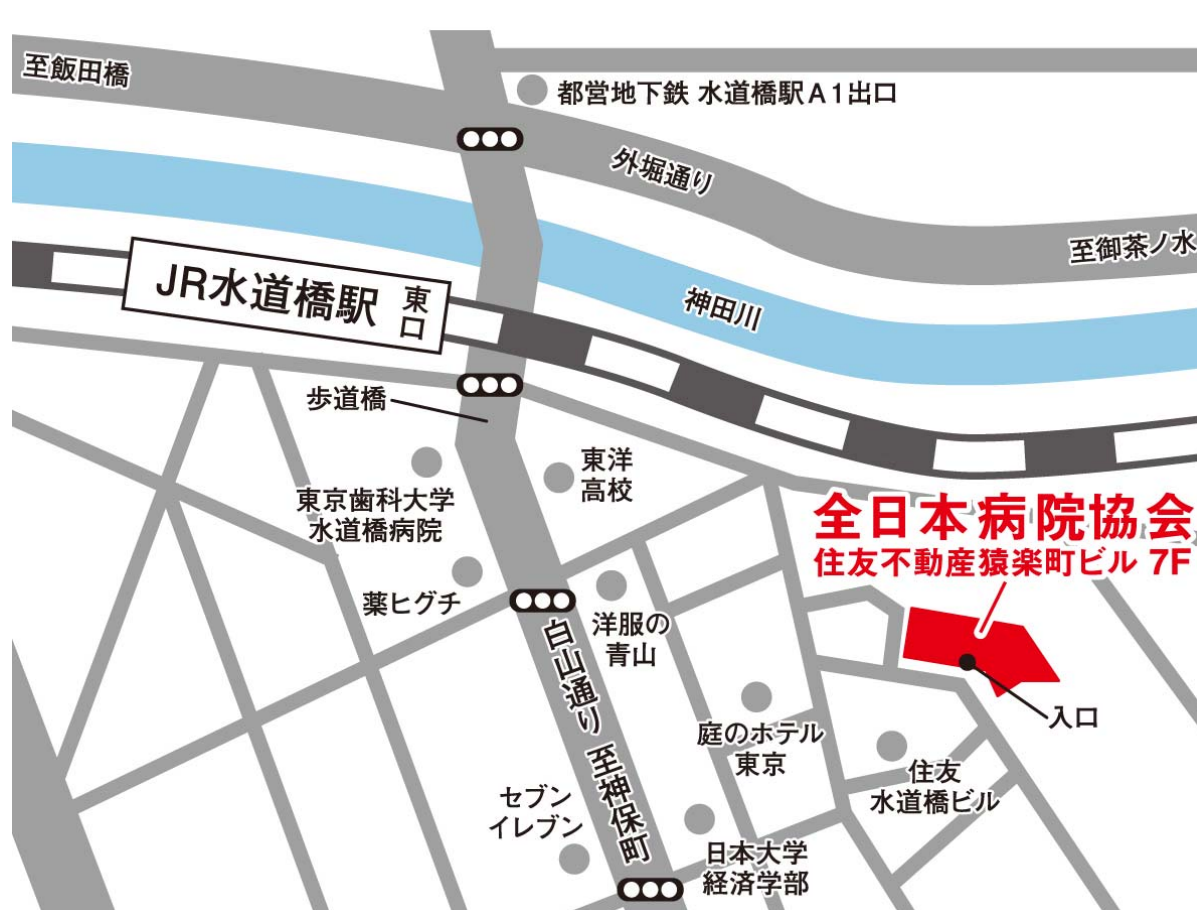 至飯田橋
都営地下鉄 水道橋駅A1出口
外堀通り
至御茶ノ水
JR水道橋駅
東口
神田川
歩道橋
東洋
高校
東京歯科大学
水道橋病院
全日本病院協会
住友不動産猿楽町ビル 7F
薬ヒグチ
洋服の
青山
白山通り 至神保町
入口
庭のホテル
東京
住友
水道橋ビル
セブン
イレブン
日本大学
経済学部